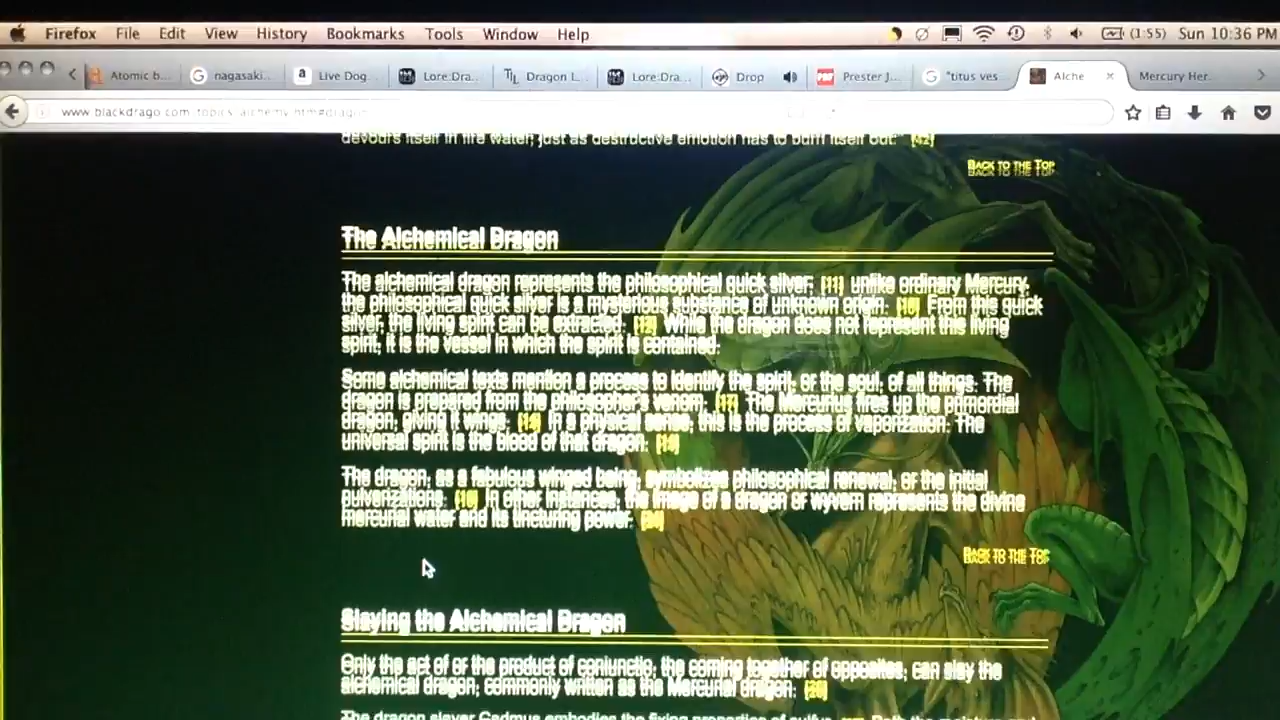 Firefox File Edit View History Bookmarks Tools Window Help (1:55) Sun 10:36 PM
Atomic b... nagasaki... Live Dog... Lore:Dra... Dragon L... Lore:Dra... Drop Prester J... "titus ves... Alche Mercury Her...
www.blackdrago.com/topics/alchemy.htm#dragon
devours itself in fire water, just as destructive emotion has to burn itself out." [42]
BACK TO THE TOP
The Alchemical Dragon
The alchemical dragon represents the philosophical quick silver; [11] unlike ordinary Mercury,
the philosophical quick silver is a mysterious substance of unknown origin. From this quick
silver, the living spirit can be extracted. While the dragon does not represent this living
spirit, it is the vessel in which the spirit is contained.
Some alchemical texts mention a process to identify the spirit, or the soul, of all things. The
dragon is prepared from the philosopher's venom. The Mercurius fires up the primordial
dragon, giving it wings. In a physical sense, this is the process of vaporization. The
universal spirit is the blood of that dragon.
The dragon, as a fabulous winged being, symbolizes philosophical renewal, or the initial
pulverizations. In other instances, the image of a dragon or wyvern represents the divine
mercurial water and its tincturing power.
BACK TO THE TOP
Slaying the Alchemical Dragon
Only the act of or the product of coniunctio, the coming together of opposites, can slay the
alchemical dragon, commonly written as the Mercurial dragon.
The dragon slayer Cadmus embodies the fixing properties of sulfur. Both the moisture and